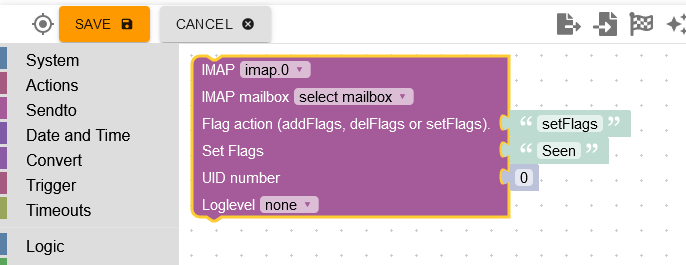 SAVE CANCEL
System
Actions
Sendto
Date and Time
Convert
Trigger
Timeouts
Logic
IMAP imap.0
IMAP mailbox select mailbox
Flag action (addFlags, delFlags or setFlags). “ setFlags ”
Set Flags “ Seen ”
UID number 0
Loglevel none